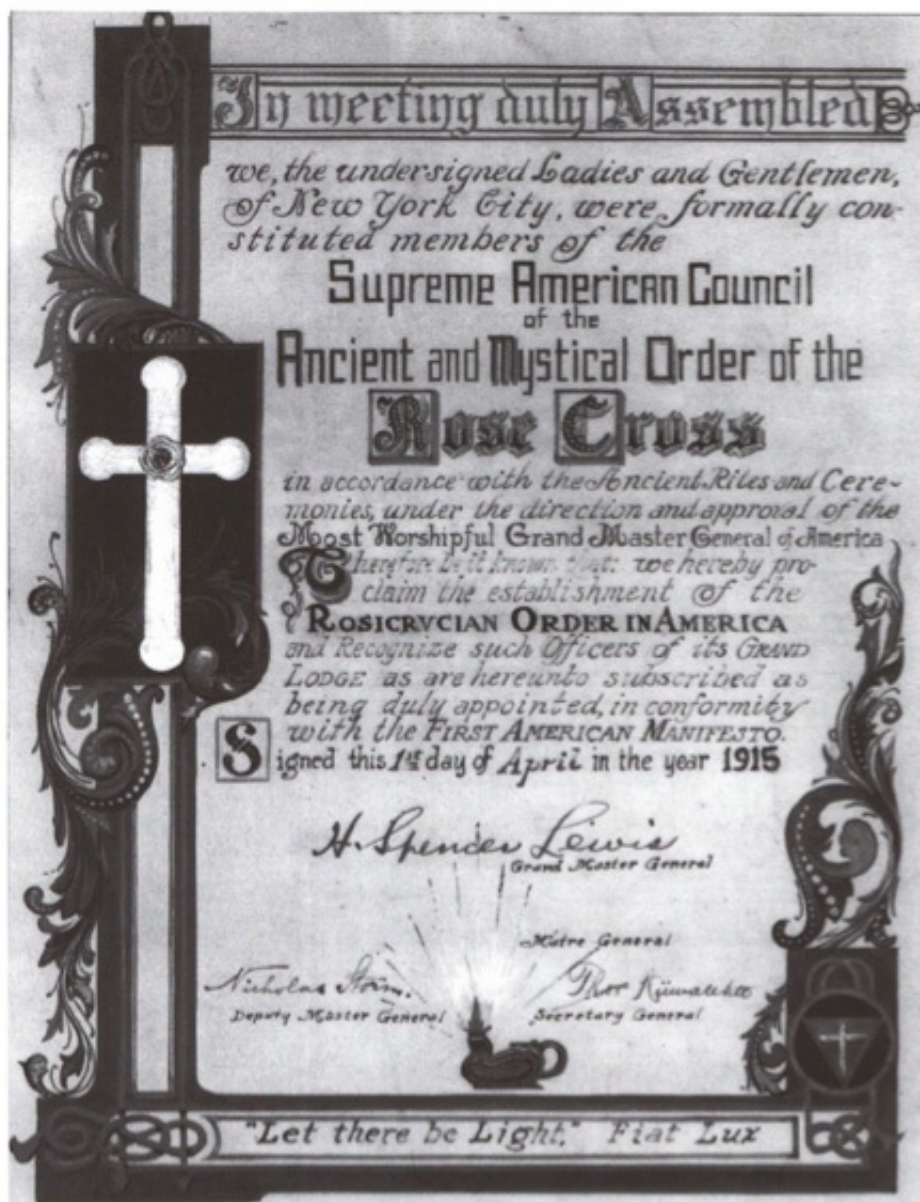 In meeting duly Assembled
we, the undersigned Ladies and Gentlemen,
of New York City, were formally con-
stituted members of the
Supreme American Council
of the
Ancient and Mystical Order of the
Rose Cross
in accordance with the Ancient Rites and Cere-
monies, under the direction and approval of the
Most Worshipful Grand Master General of America
Therefore be it known that: we hereby pro-
claim the establishment of the
ROSICRVCIAN ORDER IN AMERICA
and Recognize such Officers of its GRAND
LODGE as are hereunto subscribed as
being duly appointed, in conformity
with the FIRST AMERICAN MANIFESTO.
Signed this 1st day of April in the year 1915
H. Spencer Lewis
Grand Master General
Matre General
Nicholas Storm.
Thor
Deputy Master General
Secretary General
"Let there be Light," Fiat Lux